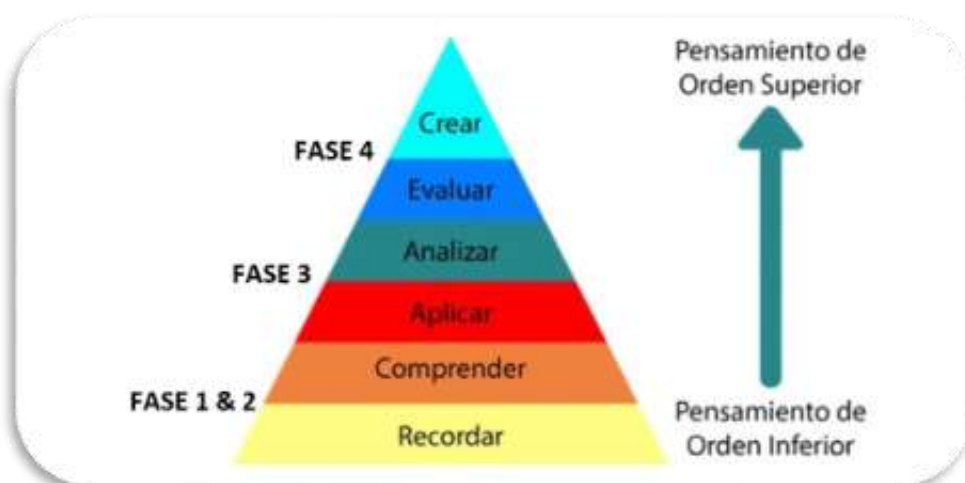 Pensamiento de
Orden Superior
Crear
FASE 4
Evaluar
Analizar
FASE 3
Aplicar
Comprender
FASE 1 & 2
Recordar
Pensamiento de
Orden Inferior